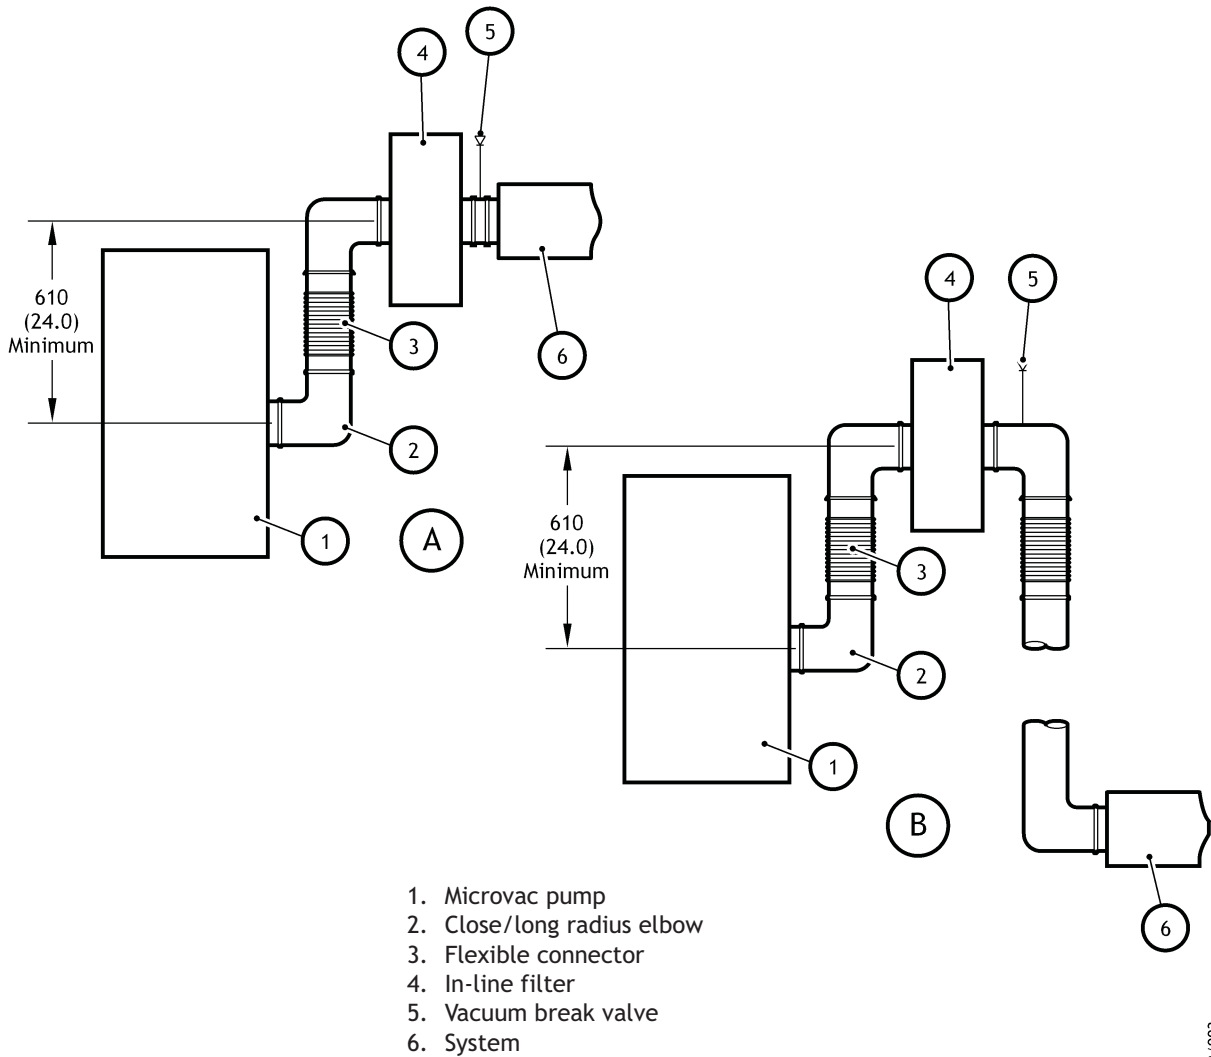 4
5
610
(24.0)
Minimum
3
6
2
1
A
4
5
610
(24.0)
Minimum
3
2
1
B
6
1. Microvac pump
2. Close/long radius elbow
3. Flexible connector
4. In-line filter
5. Vacuum break valve
6. System